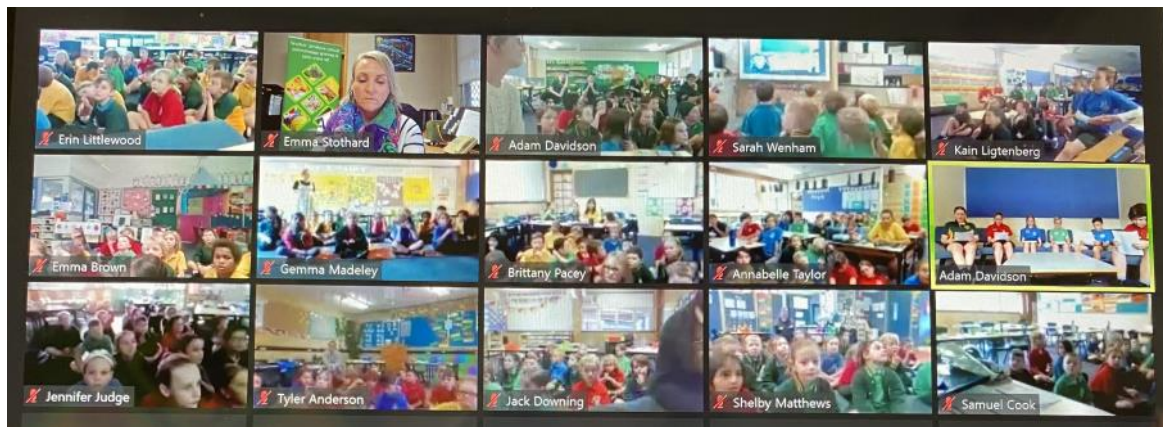 Erin Littlewood
Emma Stothard
Adam Davidson
Sarah Wenham
Kain Ligtenberg
Emma Brown
Gemma Madeley
Brittany Pacey
Annabelle Taylor
Adam Davidson
Jennifer Judge
Tyler Anderson
Jack Downing
Shelby Matthews
Samuel Cook